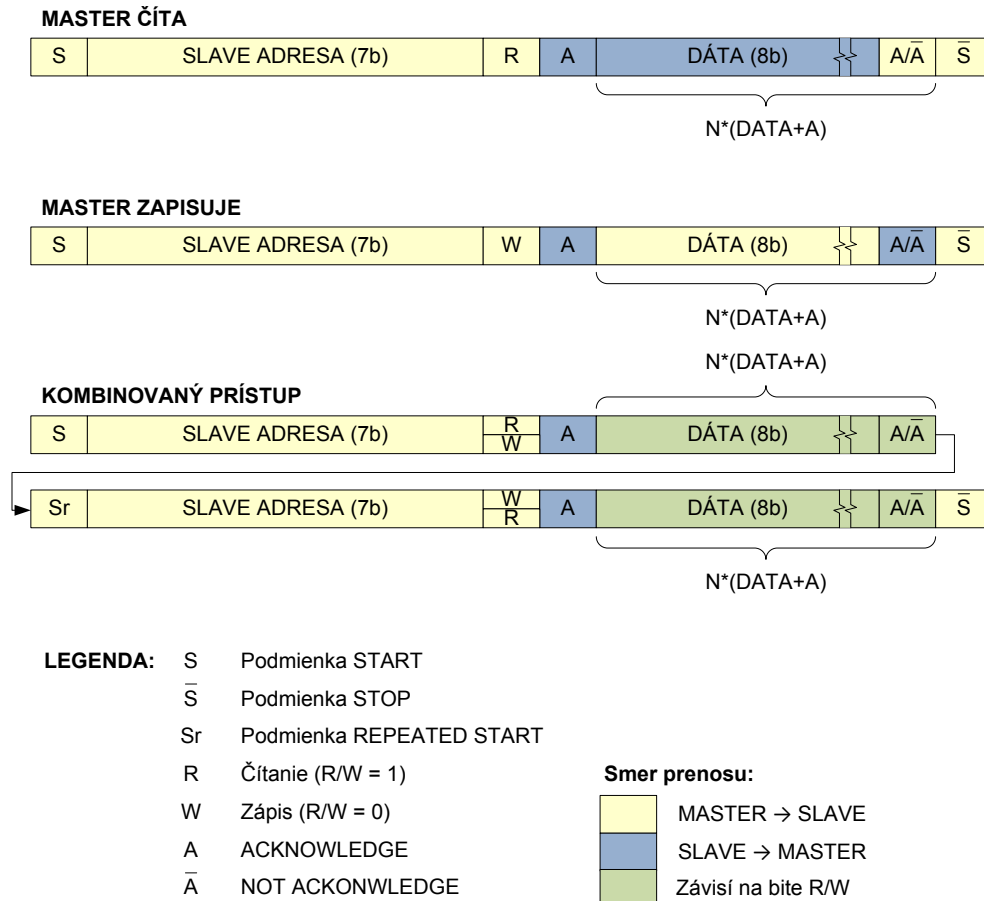 MASTER ČÍTA
S SLAVE ADRESA (7b) R A DÁTA (8b) A/A̅ S̅
N*(DATA+A)
MASTER ZAPISUJE
S SLAVE ADRESA (7b) W A DÁTA (8b) A/A̅ S̅
N*(DATA+A)
N*(DATA+A)
KOMBINOVANÝ PRÍSTUP
S SLAVE ADRESA (7b) R W A DÁTA (8b) A/A̅
Sr SLAVE ADRESA (7b) W R A DÁTA (8b) A/A̅ S̅
N*(DATA+A)
LEGENDA: S Podmienka START
S̅ Podmienka STOP
Sr Podmienka REPEATED START
R Čítanie (R/W = 1)
W Zápis (R/W = 0)
A ACKNOWLEDGE
A̅ NOT ACKONWLEDGE
Smer prenosu:
MASTER → SLAVE
SLAVE → MASTER
Závisí na bite R/W